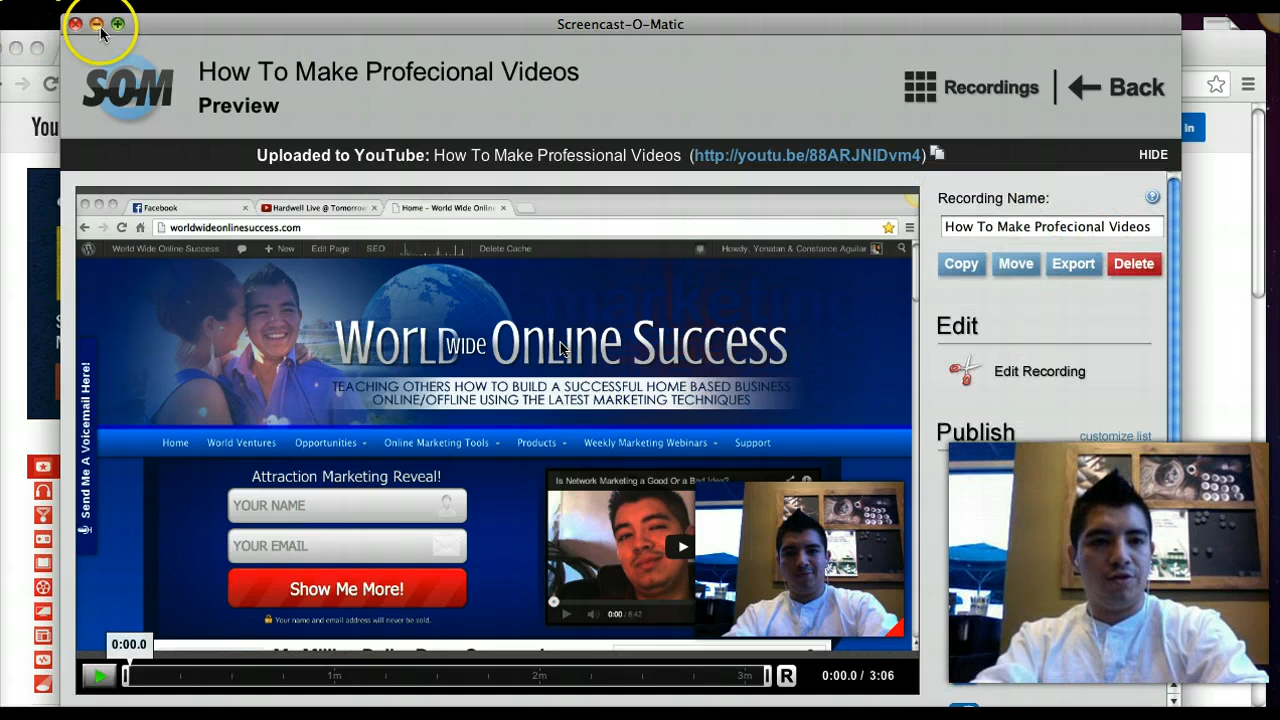 Screencast-O-Matic
SOM
How To Make Profecional Videos
Preview
Recordings
Back
You
in
Uploaded to YouTube: How To Make Professional Videos (http://youtu.be/88ARJNIDvm4)
HIDE
Facebook
Hardwell Live @ Tomorrow
Home – World Wide Online
worldwideonlinesuccess.com
World Wide Online Success
+ New
Edit Page
SEO
Delete Cache
Howdy, Yonatan & Constance Aguilar
WORLD WIDE ONLINE SUCCESS
TEACHING OTHERS HOW TO BUILD A SUCCESSFUL HOME BASED BUSINESS
ONLINE/OFFLINE USING THE LATEST MARKETING TECHNIQUES
Home
World Ventures
Opportunities
Online Marketing Tools
Products
Weekly Marketing Webinars
Support
Send Me A Voicemail Here!
Attraction Marketing Reveal!
YOUR NAME
YOUR EMAIL
Show Me More!
Your name and email address will never be sold.
Is Network Marketing a Good Or a Bad Idea?
0:00 / 6:42
0:00.0
1m
2m
3m
R
0:00.0 / 3:06
Recording Name:
How To Make Profecional Videos
Copy
Move
Export
Delete
Edit
Edit Recording
Publish
customize list